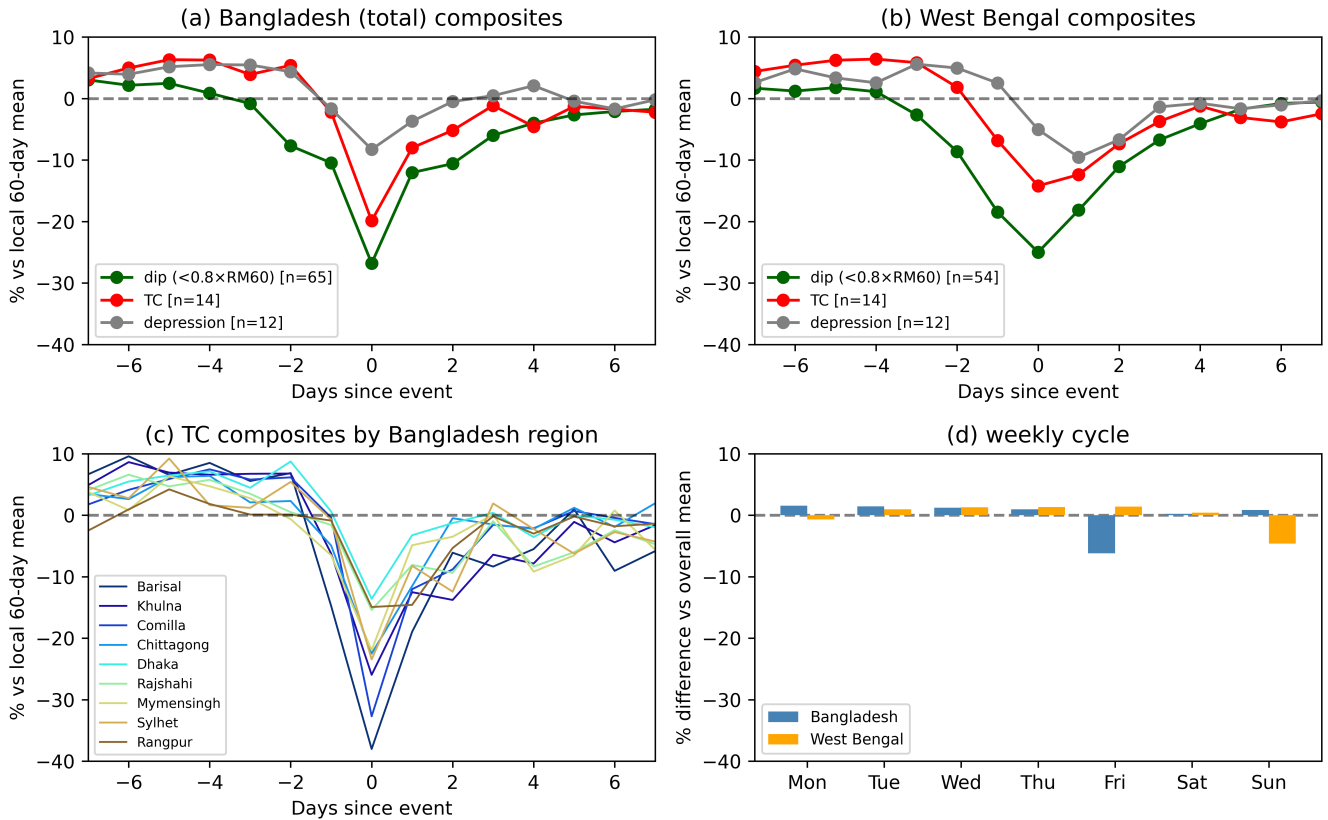 (a) Bangladesh (total) composites
% vs local 60-day mean
10
0
−10
−20
−30
−40
dip (<0.8×RM60) [n=65]
TC [n=14]
depression [n=12]
−6 −4 −2 0 2 4 6
Days since event
(b) West Bengal composites
% vs local 60-day mean
10
0
−10
−20
−30
−40
dip (<0.8×RM60) [n=54]
TC [n=14]
depression [n=12]
−6 −4 −2 0 2 4 6
Days since event
(c) TC composites by Bangladesh region
% vs local 60-day mean
10
0
−10
−20
−30
−40
Barisal
Khulna
Comilla
Chittagong
Dhaka
Rajshahi
Mymensingh
Sylhet
Rangpur
−6 −4 −2 0 2 4 6
Days since event
(d) weekly cycle
% difference vs overall mean
10
0
−10
−20
−30
−40
Bangladesh
West Bengal
Mon Tue Wed Thu Fri Sat Sun